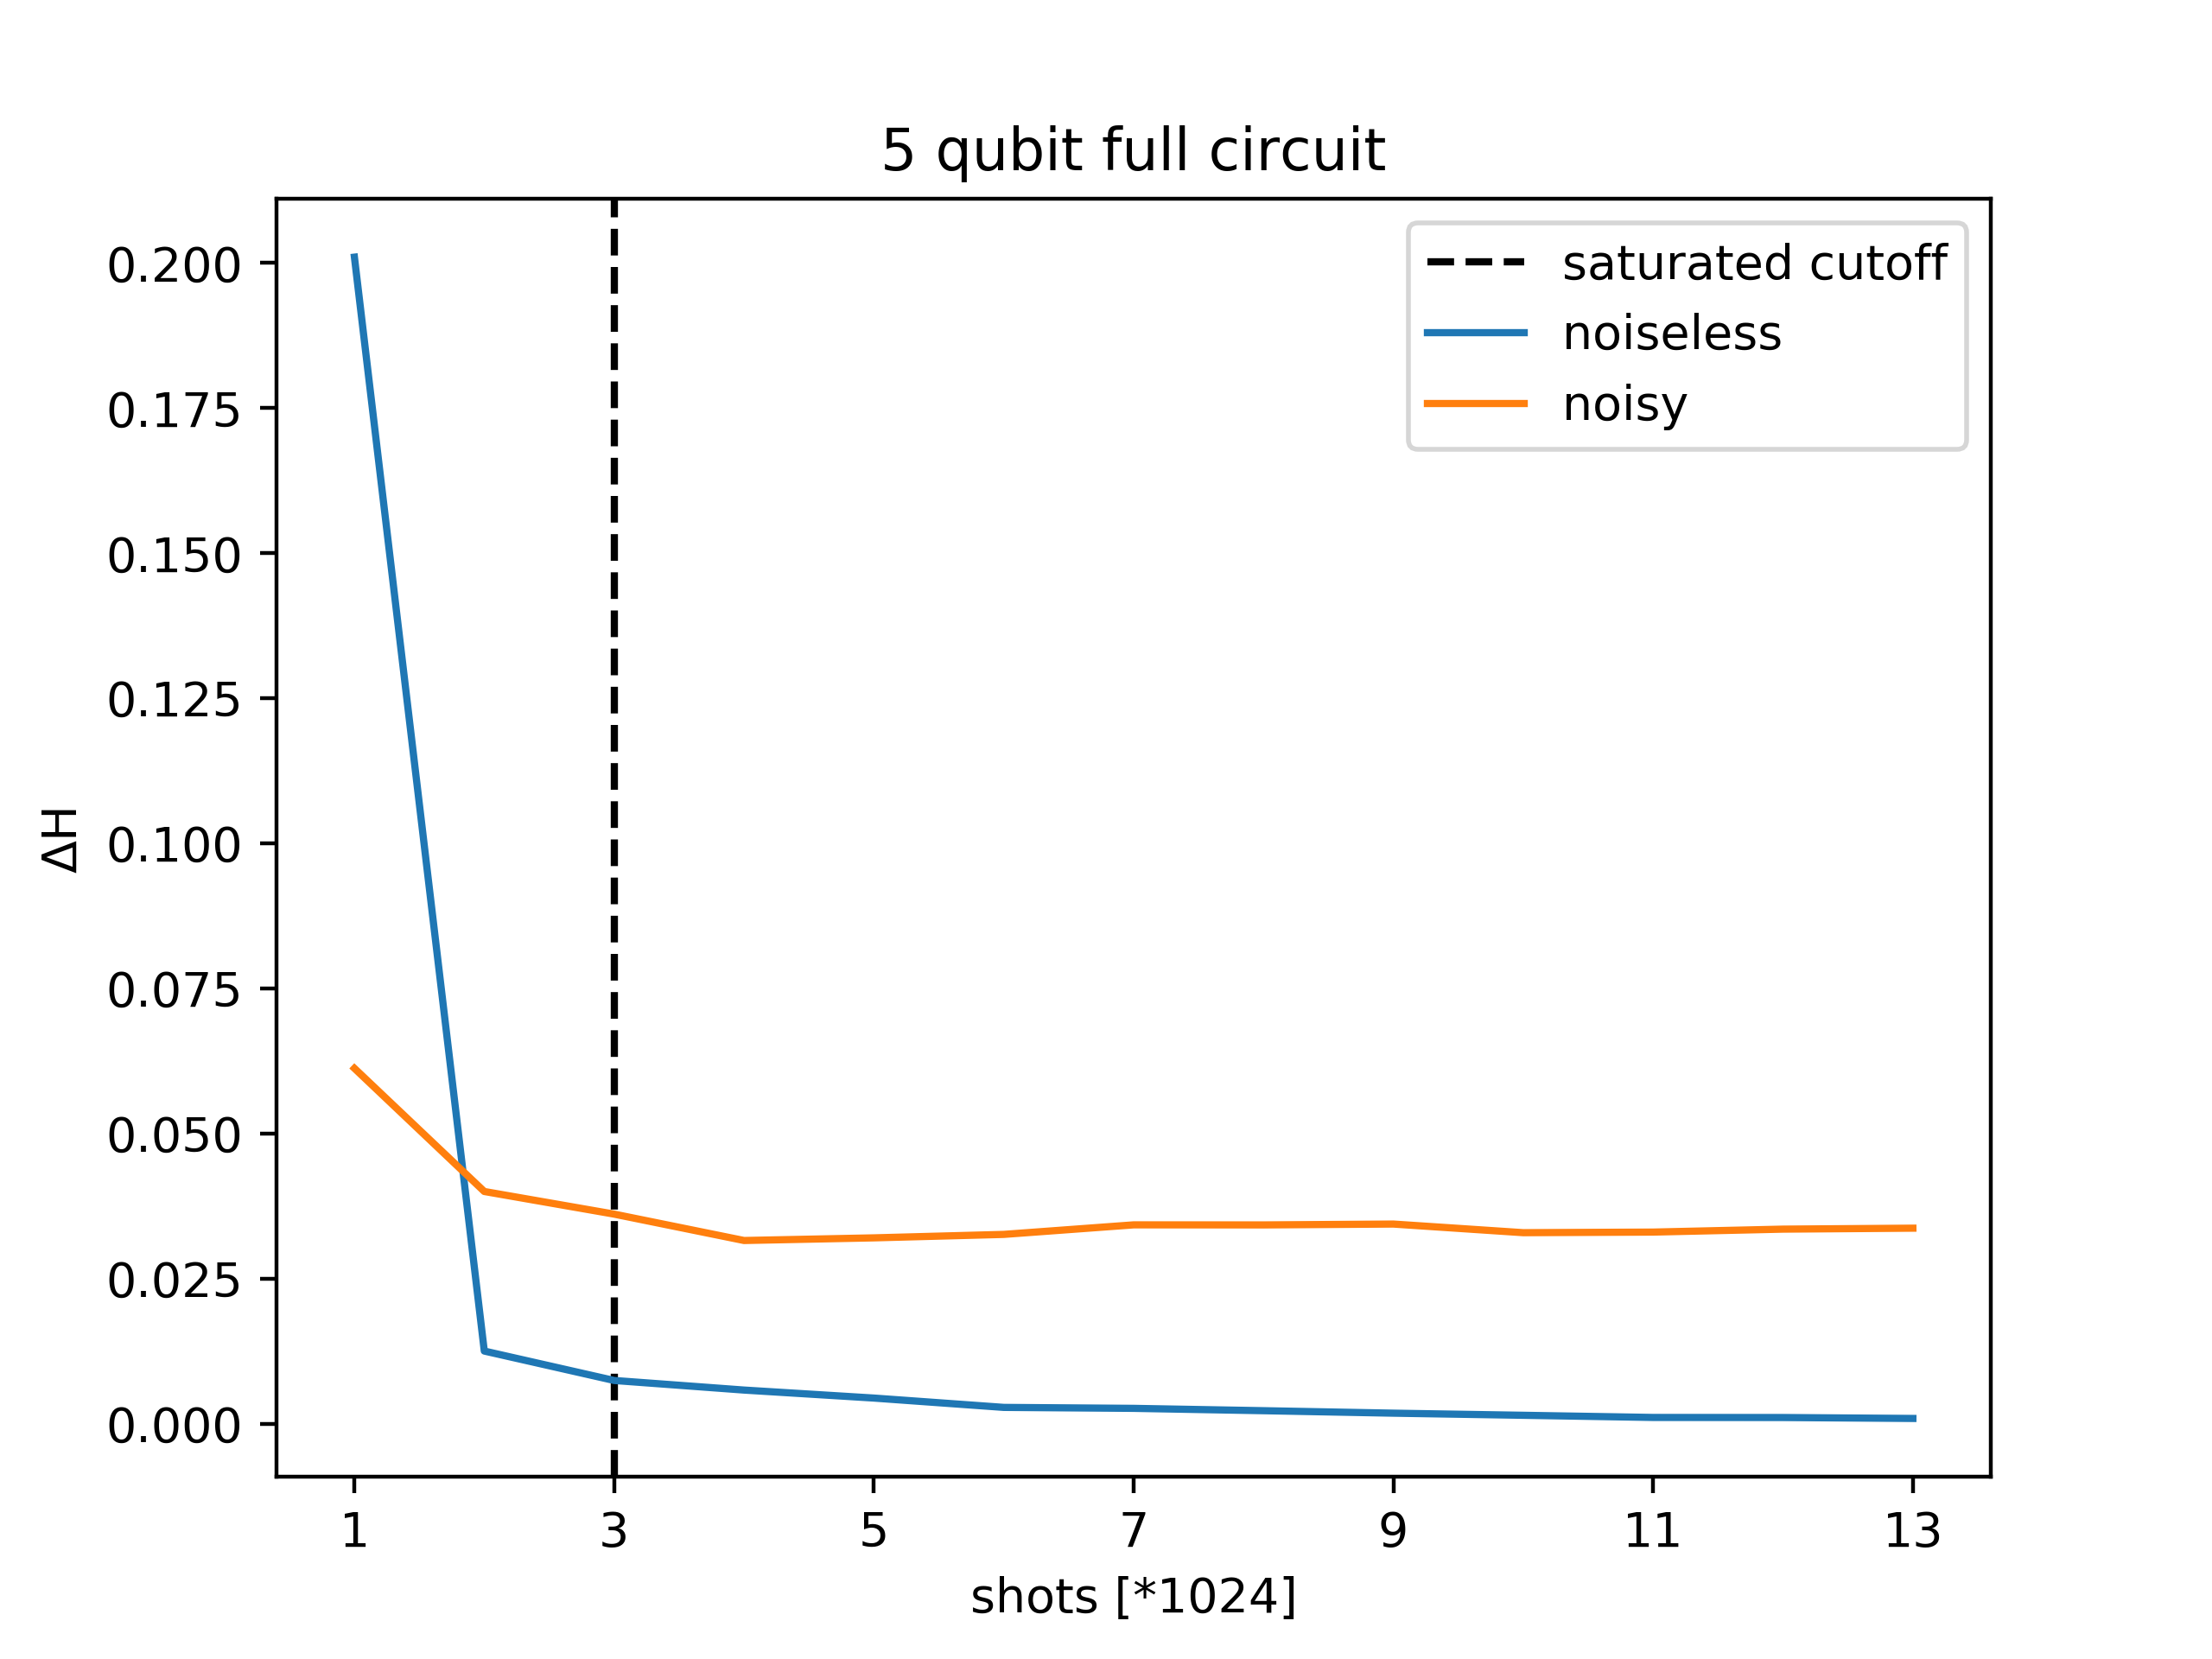 5 qubit full circuit
saturated cutoff
noiseless
noisy
0.200
0.175
0.150
0.125
0.100
0.075
0.050
0.025
0.000
ΔH
1 3 5 7 9 11 13
shots [*1024]